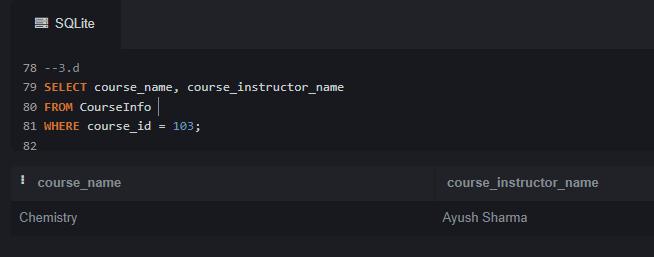 SQLite
78 --3.d
79 SELECT course_name, course_instructor_name
80 FROM CourseInfo
81 WHERE course_id = 103;
82
course_name course_instructor_name
Chemistry Ayush Sharma